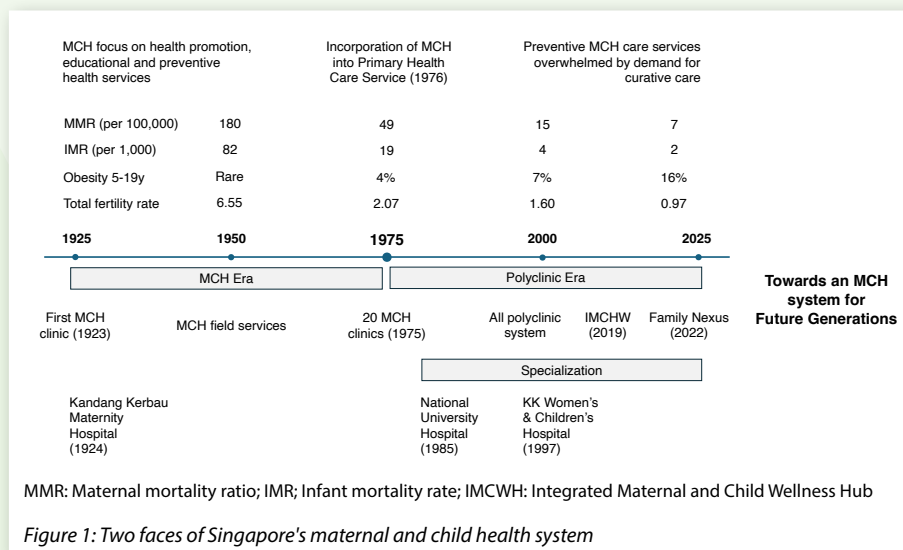 MCH focus on health promotion,
educational and preventive
health services
Incorporation of MCH
into Primary Health
Care Service (1976)
Preventive MCH care services
overwhelmed by demand for
curative care
MMR (per 100,000) 180 49 15 7
IMR (per 1,000) 82 19 4 2
Obesity 5-19y Rare 4% 7% 16%
Total fertility rate 6.55 2.07 1.60 0.97
1925 1950 1975 2000 2025
MCH Era
Polyclinic Era
Towards an MCH
system for
Future Generations
First MCH
clinic (1923)
MCH field services
20 MCH
clinics (1975)
All polyclinic
system
IMCHW
(2019)
Family Nexus
(2022)
Specialization
Kandang Kerbau
Maternity
Hospital
(1924)
National
University
Hospital
(1985)
KK Women's
& Children's
Hospital
(1997)
MMR: Maternal mortality ratio; IMR; Infant mortality rate; IMCWH: Integrated Maternal and Child Wellness Hub
Figure 1: Two faces of Singapore's maternal and child health system